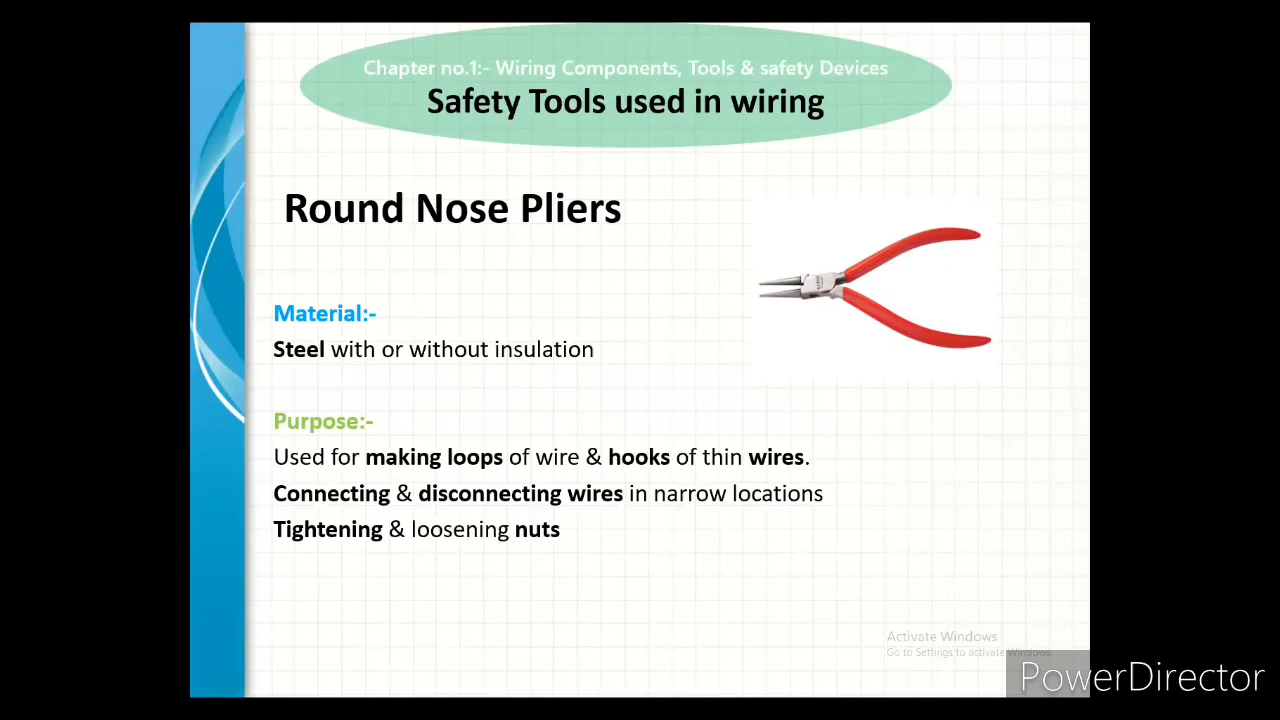 Chapter no.1:- Wiring Components, Tools & safety Devices
Safety Tools used in wiring
Round Nose Pliers
Material:-
Steel with or without insulation
Purpose:-
Used for making loops of wire & hooks of thin wires.
Connecting & disconnecting wires in narrow locations
Tightening & loosening nuts
Activate Windows
Go to Settings to activate Windows.
PowerDirector